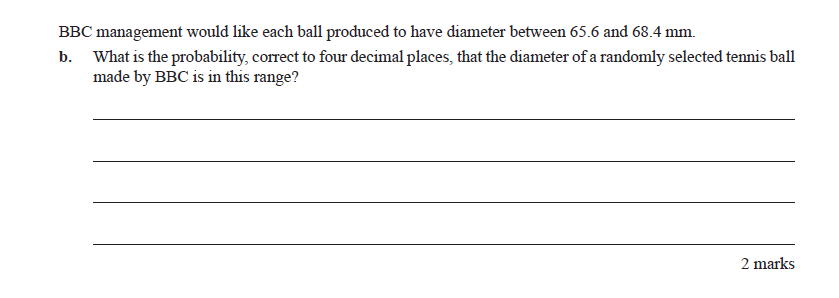 BBC management would like each ball produced to have diameter between 65.6 and 68.4 mm.
b. What is the probability, correct to four decimal places, that the diameter of a randomly selected tennis ball
made by BBC is in this range?
2 marks